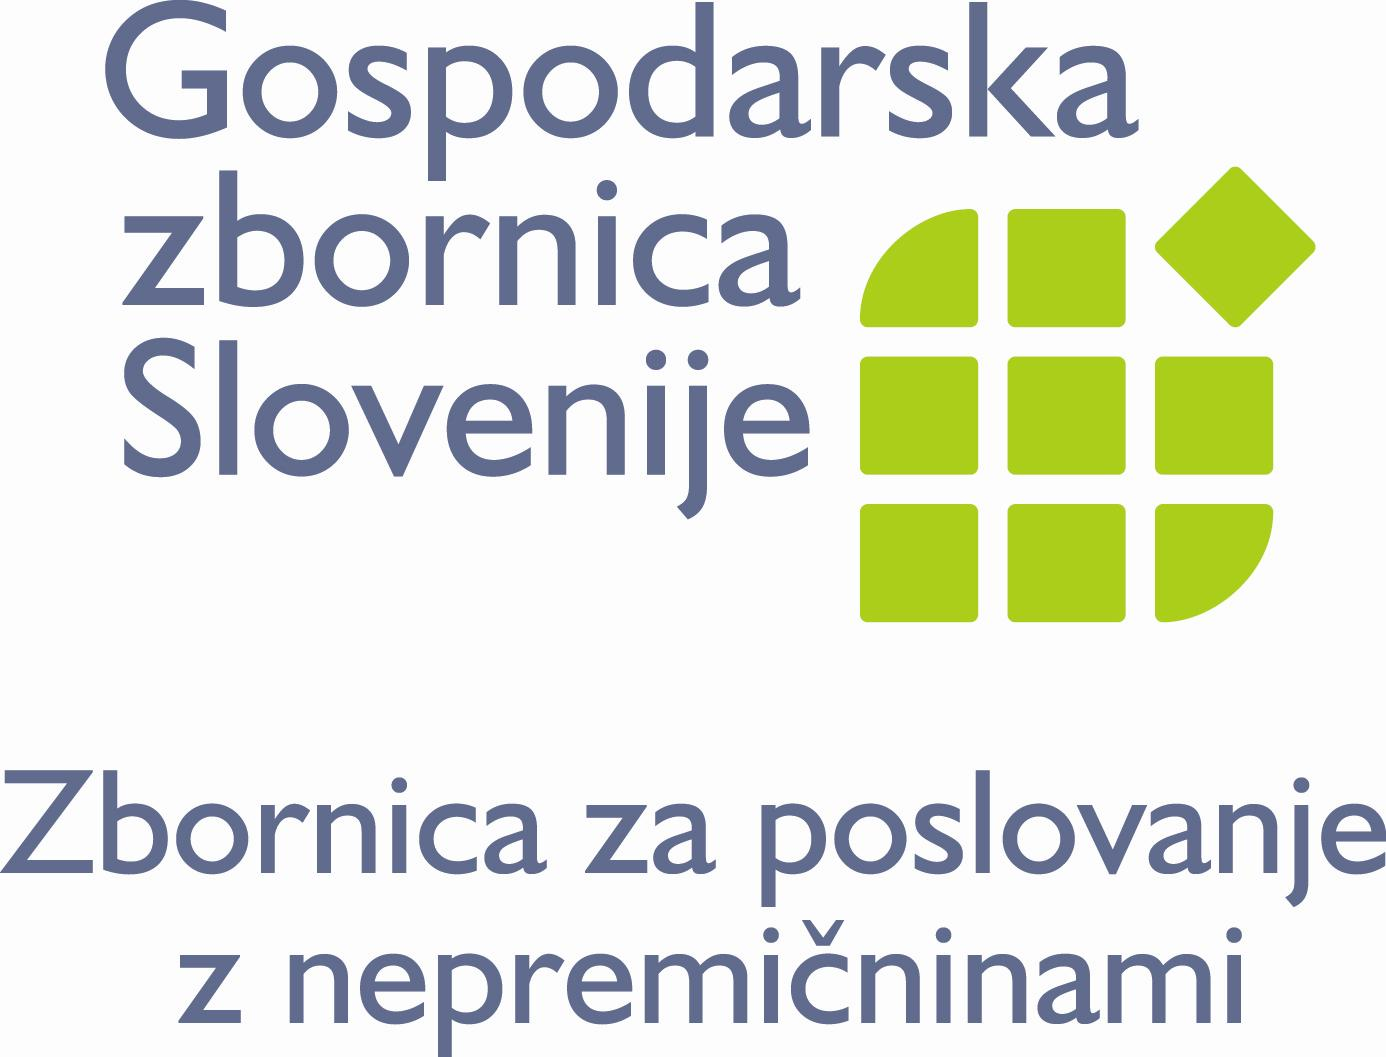 Gospodarska
zbornica
Slovenije
Zbornica za poslovanje
z nepremičninami